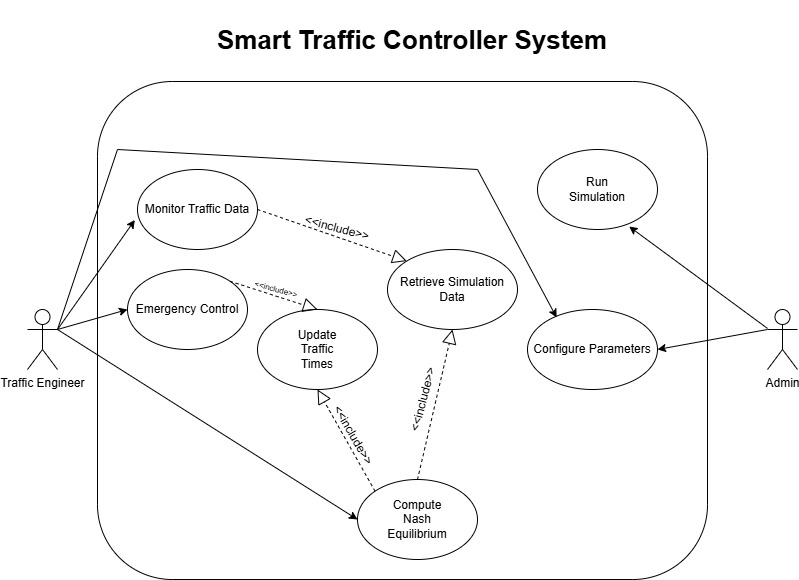 Smart Traffic Controller System
Run
Simulation
Monitor Traffic Data
<<include>>
Retrieve Simulation
Data
<<include>>
Emergency Control
Update
Traffic
Times
Configure Parameters
Traffic Engineer
Admin
<<include>>
<<include>>
Compute
Nash
Equilibrium